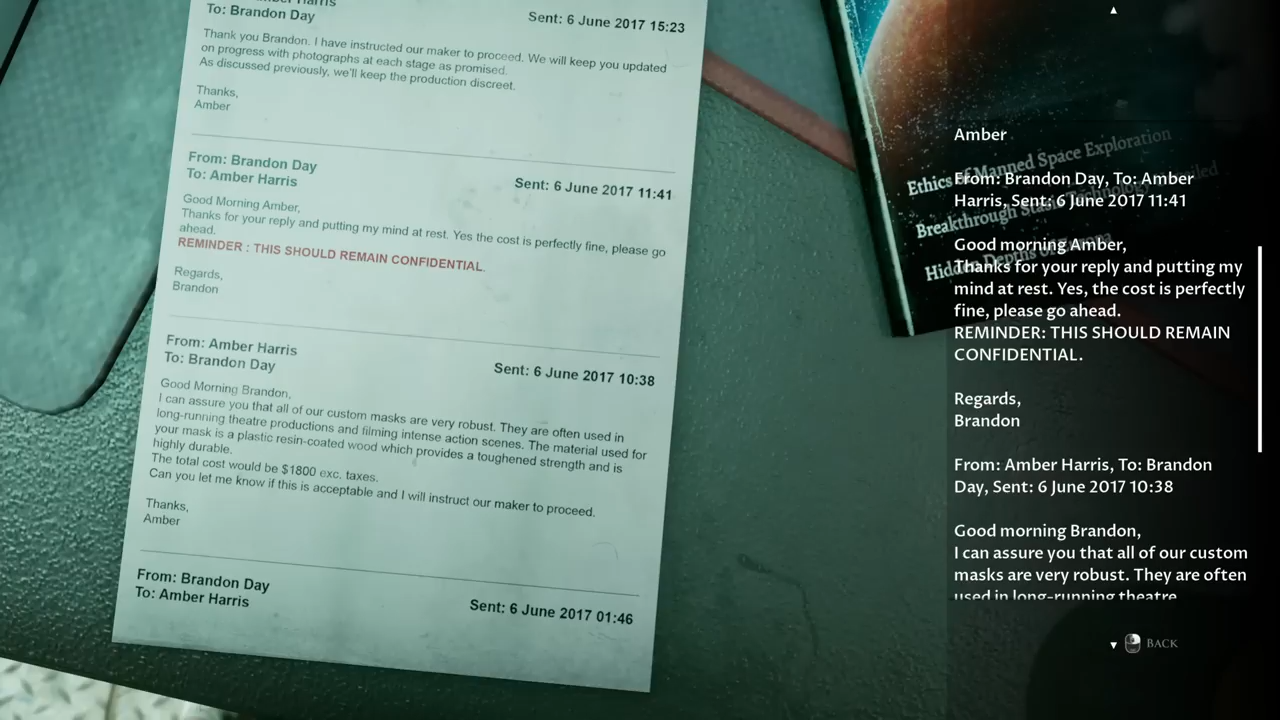 To: Brandon Day
Sent: 6 June 2017 15:23
Thank you Brandon. I have instructed our maker to proceed. We will keep you updated
on progress with photographs at each stage as promised.
As discussed previously, we'll keep the production discreet.
Thanks,
Amber
From: Brandon Day
To: Amber Harris
Sent: 6 June 2017 11:41
Good Morning Amber,
Thanks for your reply and putting my mind at rest. Yes the cost is perfectly fine, please go
ahead.
REMINDER : THIS SHOULD REMAIN CONFIDENTIAL.
Regards,
Brandon
From: Amber Harris
To: Brandon Day
Sent: 6 June 2017 10:38
Good Morning Brandon,
I can assure you that all of our custom masks are very robust. They are often used in
long-running theatre productions and filming intense action scenes. The material used for
your mask is a plastic resin-coated wood which provides a toughened strength and is
highly durable.
The total cost would be $1800 exc. taxes.
Can you let me know if this is acceptable and I will instruct our maker to proceed.
Thanks,
Amber
From: Brandon Day
To: Amber Harris
Sent: 6 June 2017 01:46
Ethics of Manned Space Exploration
Breakthrough Stasis
Hidden Depths of
Amber
From: Brandon Day, To: Amber
Harris, Sent: 6 June 2017 11:41
Good morning Amber,
Thanks for your reply and putting my
mind at rest. Yes, the cost is perfectly
fine, please go ahead.
REMINDER: THIS SHOULD REMAIN
CONFIDENTIAL.
Regards,
Brandon
From: Amber Harris, To: Brandon
Day, Sent: 6 June 2017 10:38
Good morning Brandon,
I can assure you that all of our custom
masks are very robust. They are often
used in long-running theatre
BACK